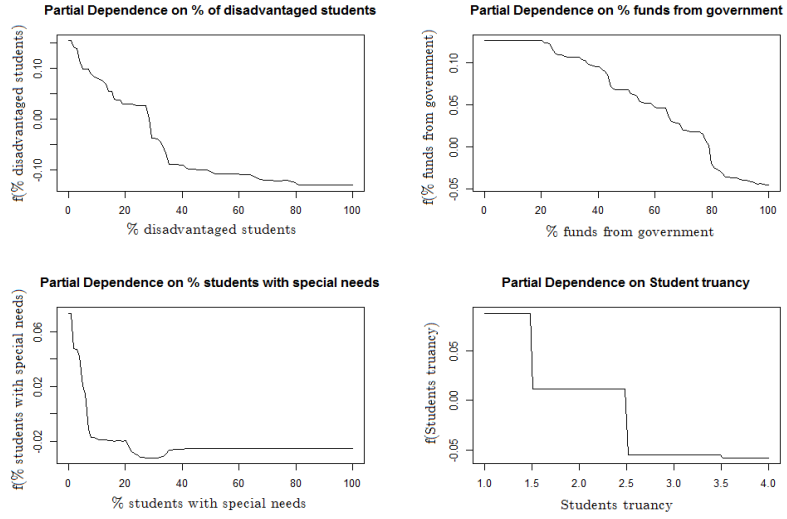 Partial Dependence on % of disadvantaged students
f(% disadvantaged students)
0.10
0.00
-0.10
0 20 40 60 80 100
% disadvantaged students
Partial Dependence on % funds from government
f(% funds from government)
0.10
0.05
0.00
-0.05
0 20 40 60 80 100
% funds from government
Partial Dependence on % students with special needs
f(% students with special needs)
0.06
0.02
-0.02
0 20 40 60 80 100
% students with special needs
Partial Dependence on Student truancy
f(Students truancy)
0.05
0.00
-0.05
1.0 1.5 2.0 2.5 3.0 3.5 4.0
Students truancy